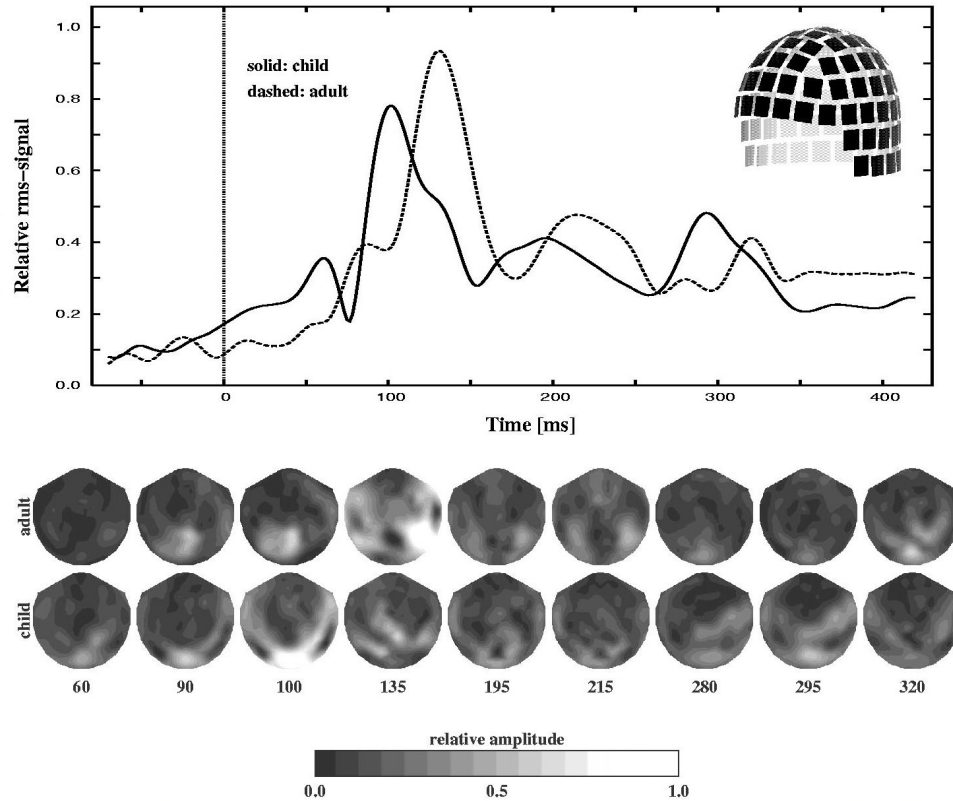 1.0
0.8
0.6
0.4
0.2
0.0
Relative rms-signal
solid: child
dashed: adult
0 100 200 300 400
Time [ms]
adult
child
60 90 100 135 195 215 280 295 320
relative amplitude
0.0 0.5 1.0